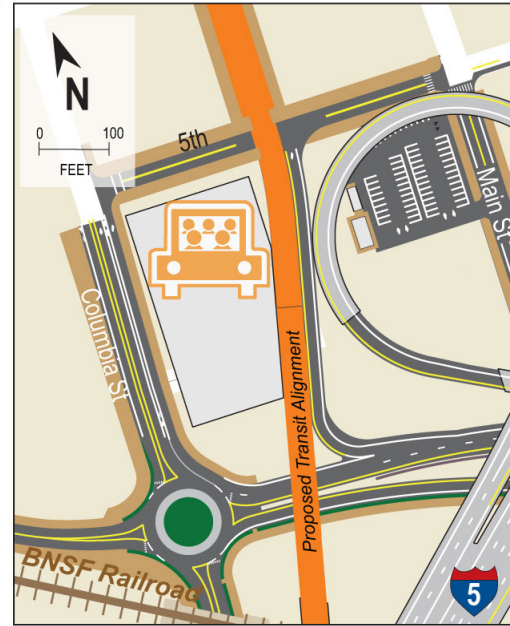 N
0 100
FEET
5th
Main St
Columbia St
Proposed Transit Alignment
BNSF Railroad
5